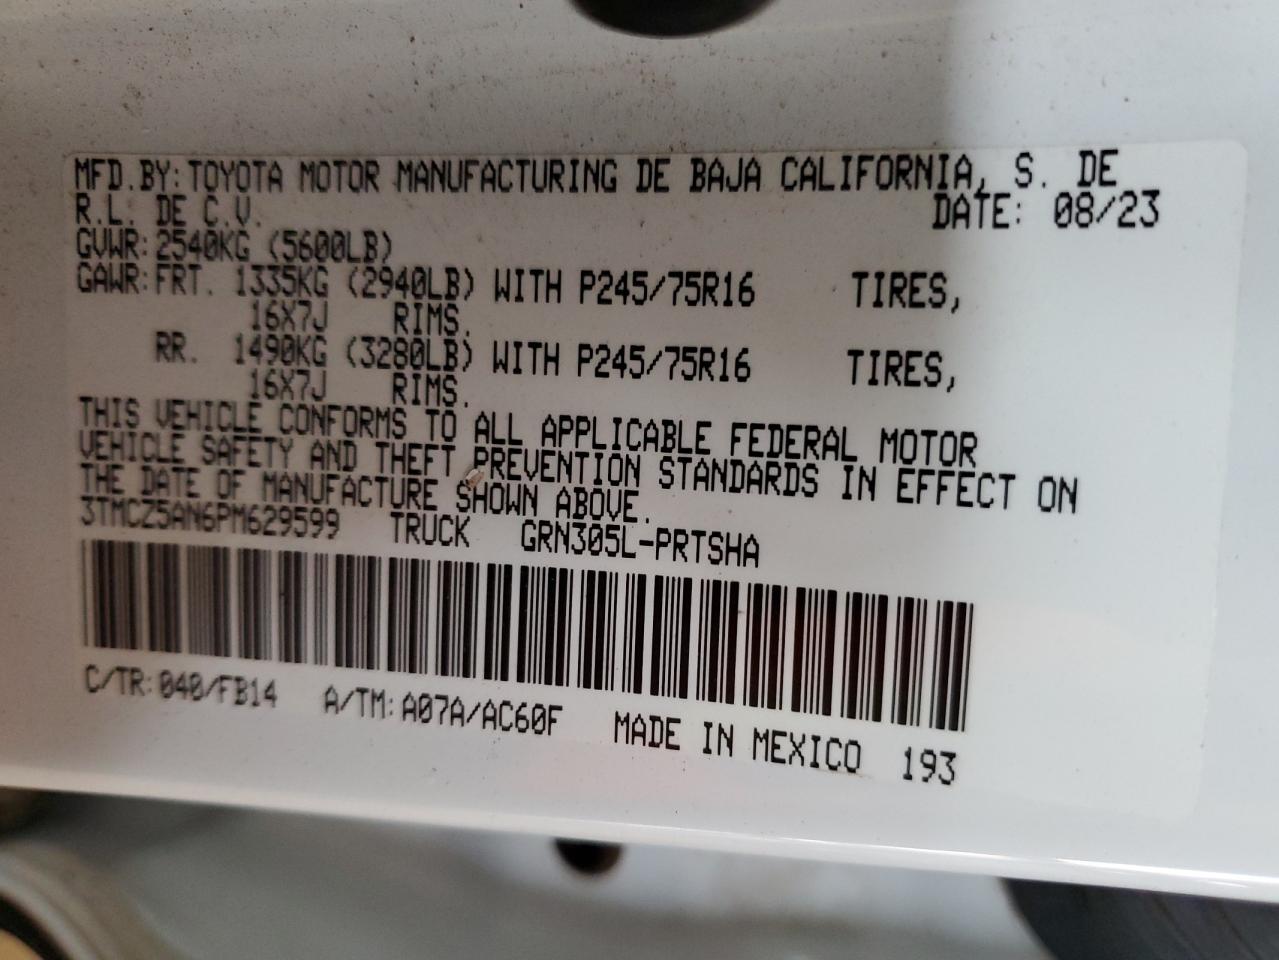 MFD.BY:TOYOTA MOTOR MANUFACTURING DE BAJA CALIFORNIA, S. DE
R.L. DE C.V. DATE: 08/23
GVWR:2540KG (5600LB)
GAWR:FRT. 1335KG (2940LB) WITH P245/75R16 TIRES,
16X7J RIMS.
RR. 1490KG (3280LB) WITH P245/75R16 TIRES,
16X7J RIMS.
THIS VEHICLE CONFORMS TO ALL APPLICABLE FEDERAL MOTOR
VEHICLE SAFETY AND THEFT PREVENTION STANDARDS IN EFFECT ON
THE DATE OF MANUFACTURE SHOWN ABOVE.
3TMCZ5AN6PM629599 TRUCK GRN305L-PRTSHA
C/TR:040/FB14 A/TM:A07A/AC60F MADE IN MEXICO 193